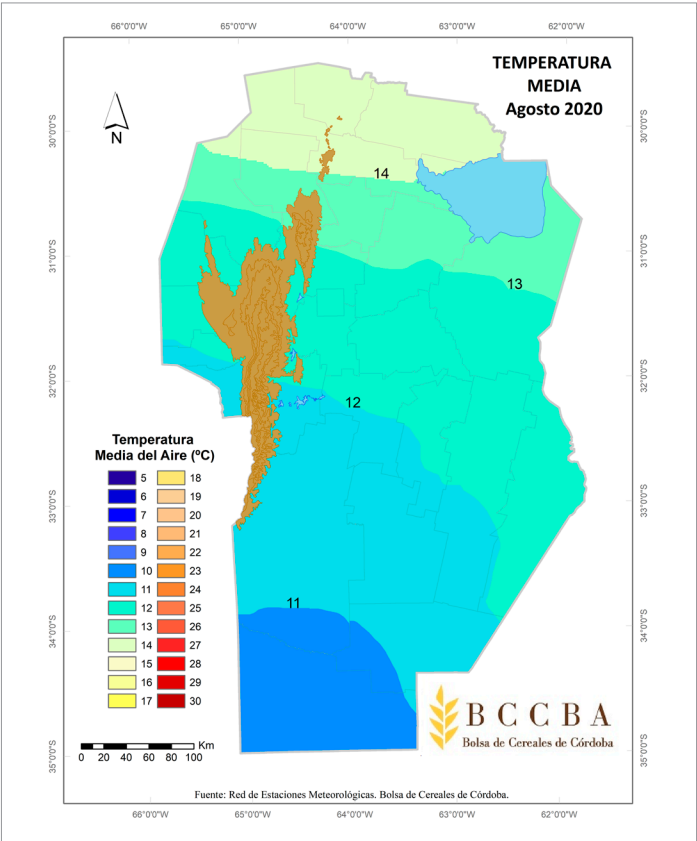 66°0'0"W 65°0'0"W 64°0'0"W 63°0'0"W 62°0'0"W
TEMPERATURA
MEDIA
Agosto 2020
N
30°0'0"S
31°0'0"S
32°0'0"S
33°0'0"S
34°0'0"S
35°0'0"S
30°0'0"S
31°0'0"S
32°0'0"S
33°0'0"S
34°0'0"S
35°0'0"S
14
13
12
11
Temperatura
Media del Aire (ºC)
5 18
6 19
7 20
8 21
9 22
10 23
11 24
12 25
13 26
14 27
15 28
16 29
17 30
Km
0 20 40 60 80 100
BCCBA
Bolsa de Cereales de Córdoba
Fuente: Red de Estaciones Meteorológicas. Bolsa de Cereales de Córdoba.
66°0'0"W 65°0'0"W 64°0'0"W 63°0'0"W 62°0'0"W